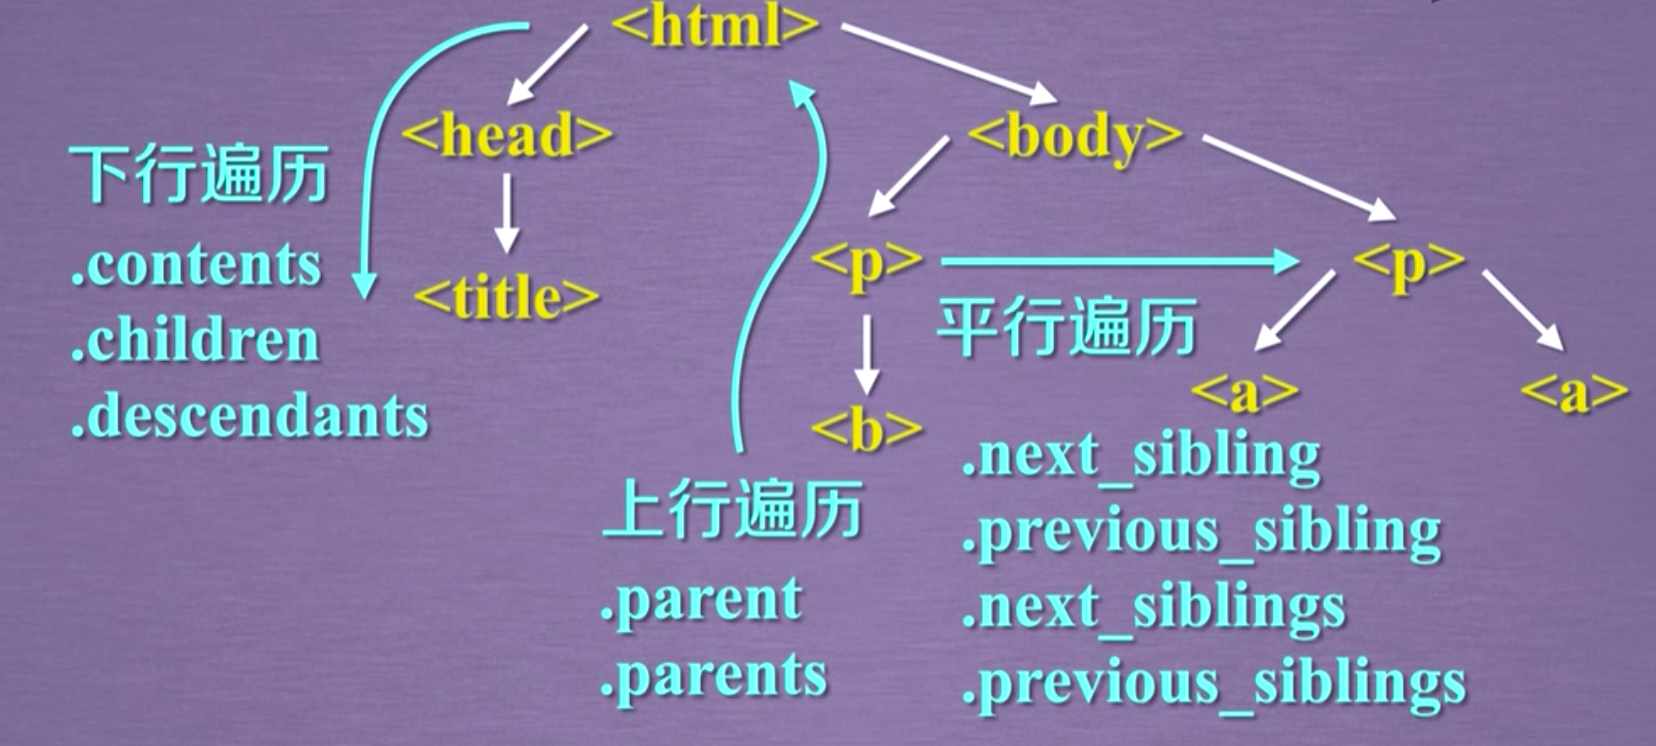 <html>
<head>
<body>
下行遍历
.contents
.children
.descendants
<title>
<p>
<p>
平行遍历
<b>
<a>
<a>
上行遍历
.parent
.parents
.next_sibling
.previous_sibling
.next_siblings
.previous_siblings